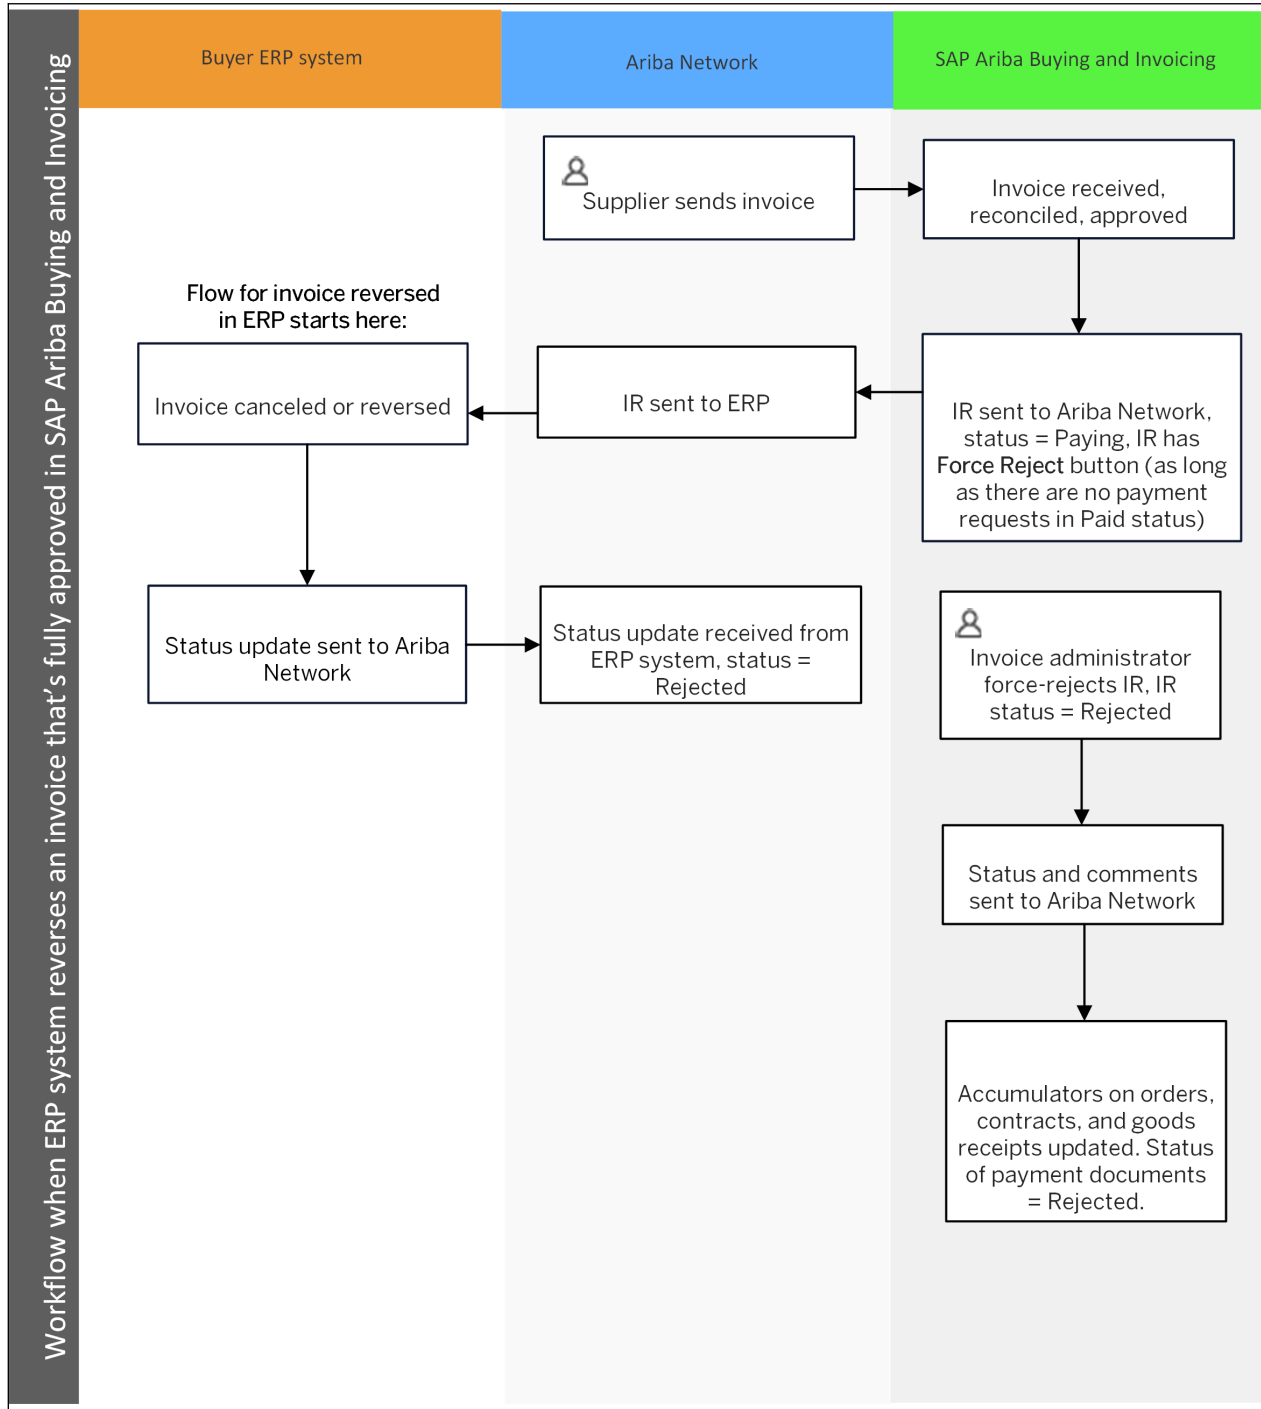 Workflow when ERP system reverses an invoice that's fully approved in SAP Ariba Buying and Invoicing
Buyer ERP system
Ariba Network
SAP Ariba Buying and Invoicing
Supplier sends invoice
Invoice received,
reconciled, approved
Flow for invoice reversed
in ERP starts here:
Invoice canceled or reversed
IR sent to ERP
IR sent to Ariba Network,
status = Paying, IR has
Force Reject button (as long
as there are no payment
requests in Paid status)
Status update sent to Ariba
Network
Status update received from
ERP system, status =
Rejected
Invoice administrator
force-rejects IR, IR
status = Rejected
Status and comments
sent to Ariba Network
Accumulators on orders,
contracts, and goods
receipts updated. Status
of payment documents
= Rejected.